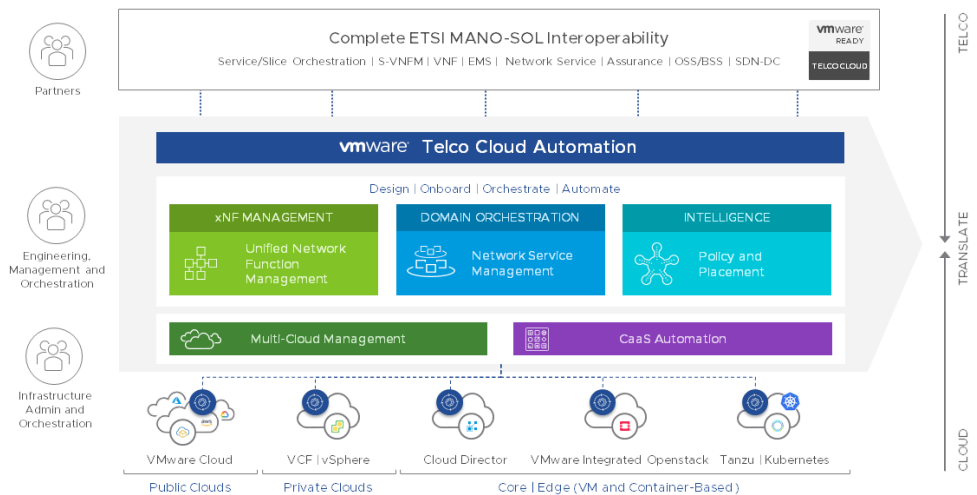 Complete ETSI MANO-SOL Interoperability
Service/Slice Orchestration | S-VNFM | VNF | EMS | Network Service | Assurance | OSS/BSS | SDN-DC
vmware
READY
TELCO CLOUD
Partners
TELCO
vmware Telco Cloud Automation
Design | Onboard | Orchestrate | Automate
xNF MANAGEMENT
Unified Network
Function
Management
DOMAIN ORCHESTRATION
Network Service
Management
INTELLIGENCE
Policy and
Placement
Engineering,
Management and
Orchestration
TRANSLATE
Multi-Cloud Management
CaaS Automation
Infrastructure
Admin and
Orchestration
aws
VMware Cloud
VCF | vSphere
Cloud Director
VMware Integrated Openstack
Tanzu | Kubernetes
CLOUD
Public Clouds
Private Clouds
Core | Edge (VM and Container-Based)